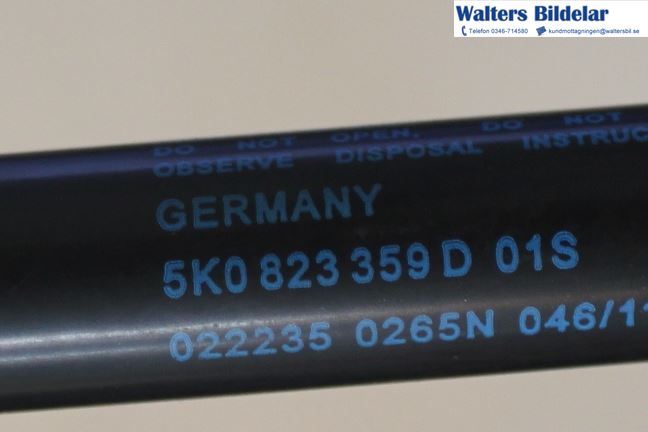 Walters Bildelar
Telefon 0346-714580 kundmottagningen@waltersbil.se
DO NOT OPEN. DO NOT
OBSERVE DISPOSAL INSTRUC
GERMANY
5K0 823 359 D 01S
022235 0265N 046/11